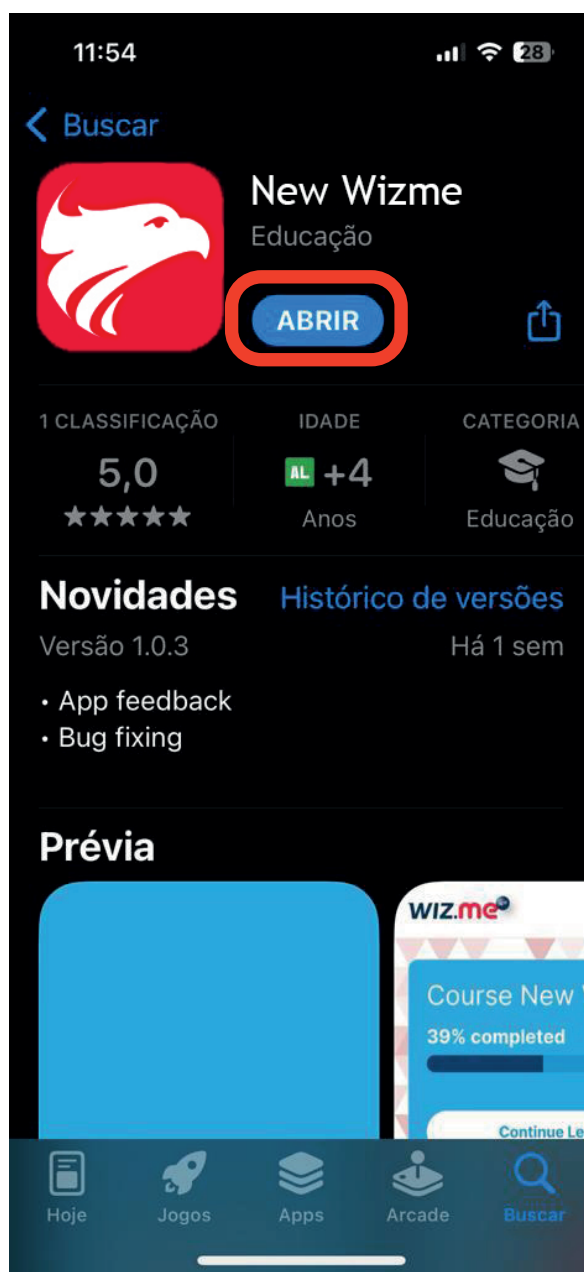 11:54
28
Buscar
New Wizme
Educação
ABRIR
1 CLASSIFICAÇÃO
IDADE
CATEGORIA
5,0
AL +4
Anos
Educação
Novidades
Histórico de versões
Versão 1.0.3
Há 1 sem
• App feedback
• Bug fixing
Prévia
WIZ.me
Course New
39% completed
Continue Le
Hoje
Jogos
Apps
Arcade
Buscar